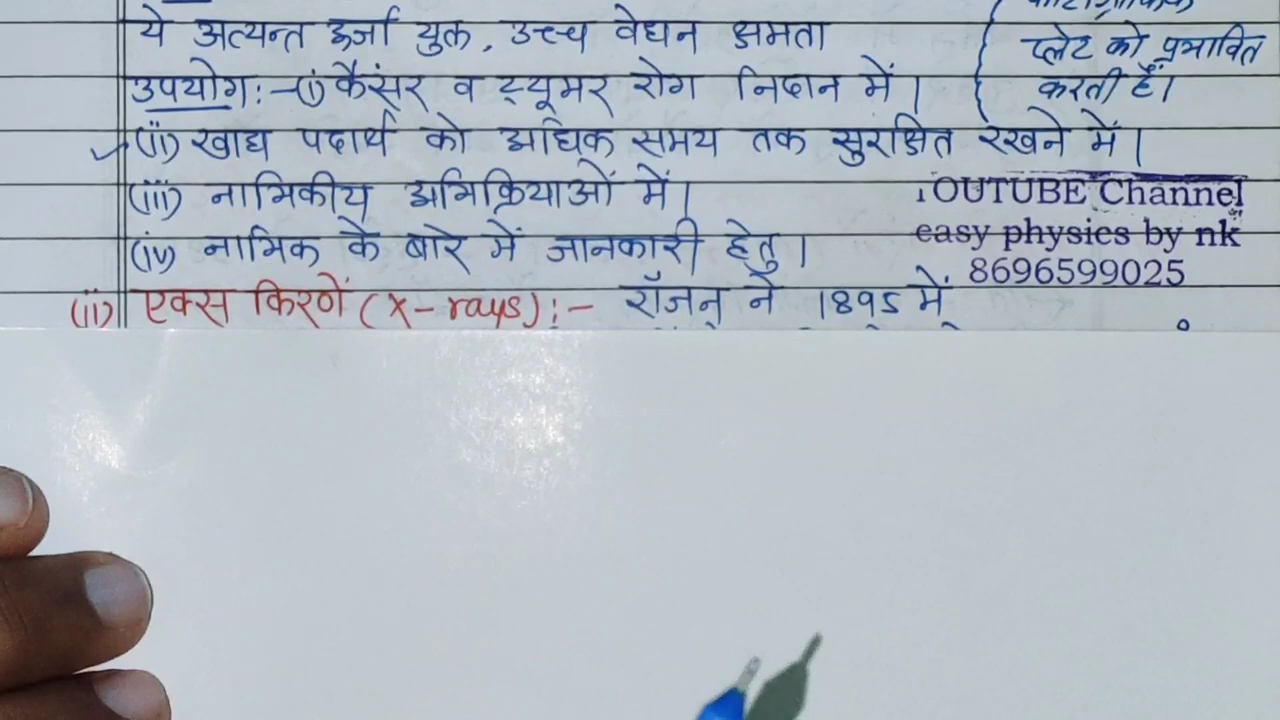 ये अत्यन्त ऊर्जा युक्त, उच्च वेधन क्षमता
प्लेट को प्रभावित
करती हैं।
उपयोग:- (i) कैंसर व ट्यूमर रोग निदान में।
(ii) खाद्य पदार्थ को अधिक समय तक सुरक्षित रखने में।
(iii) नाभिकीय अभिक्रियाओं में।
(iv) नाभिक के बारे में जानकारी हेतु।
YOUTUBE Channel
easy physics by nk
8696599025
(ii) एक्स किरणें (X-rays):- रॉंजन ने 1895 में